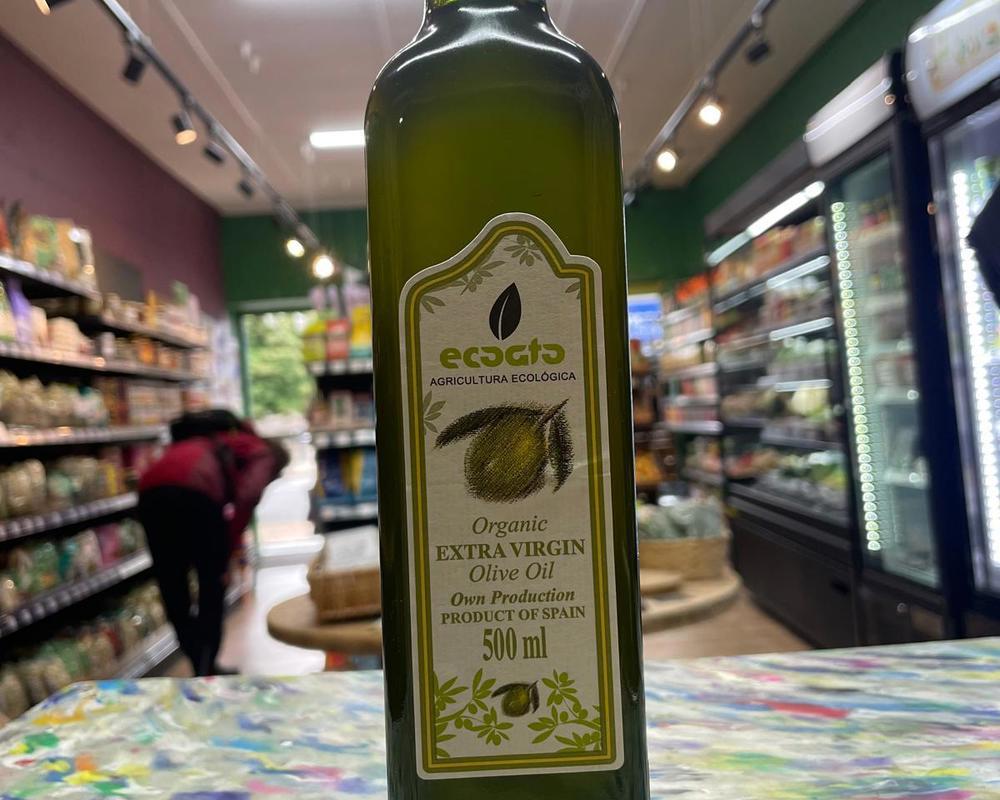 ecoato
AGRICULTURA ECOLÓGICA
Organic
EXTRA VIRGIN
Olive Oil
Own Production
PRODUCT OF SPAIN
500 ml